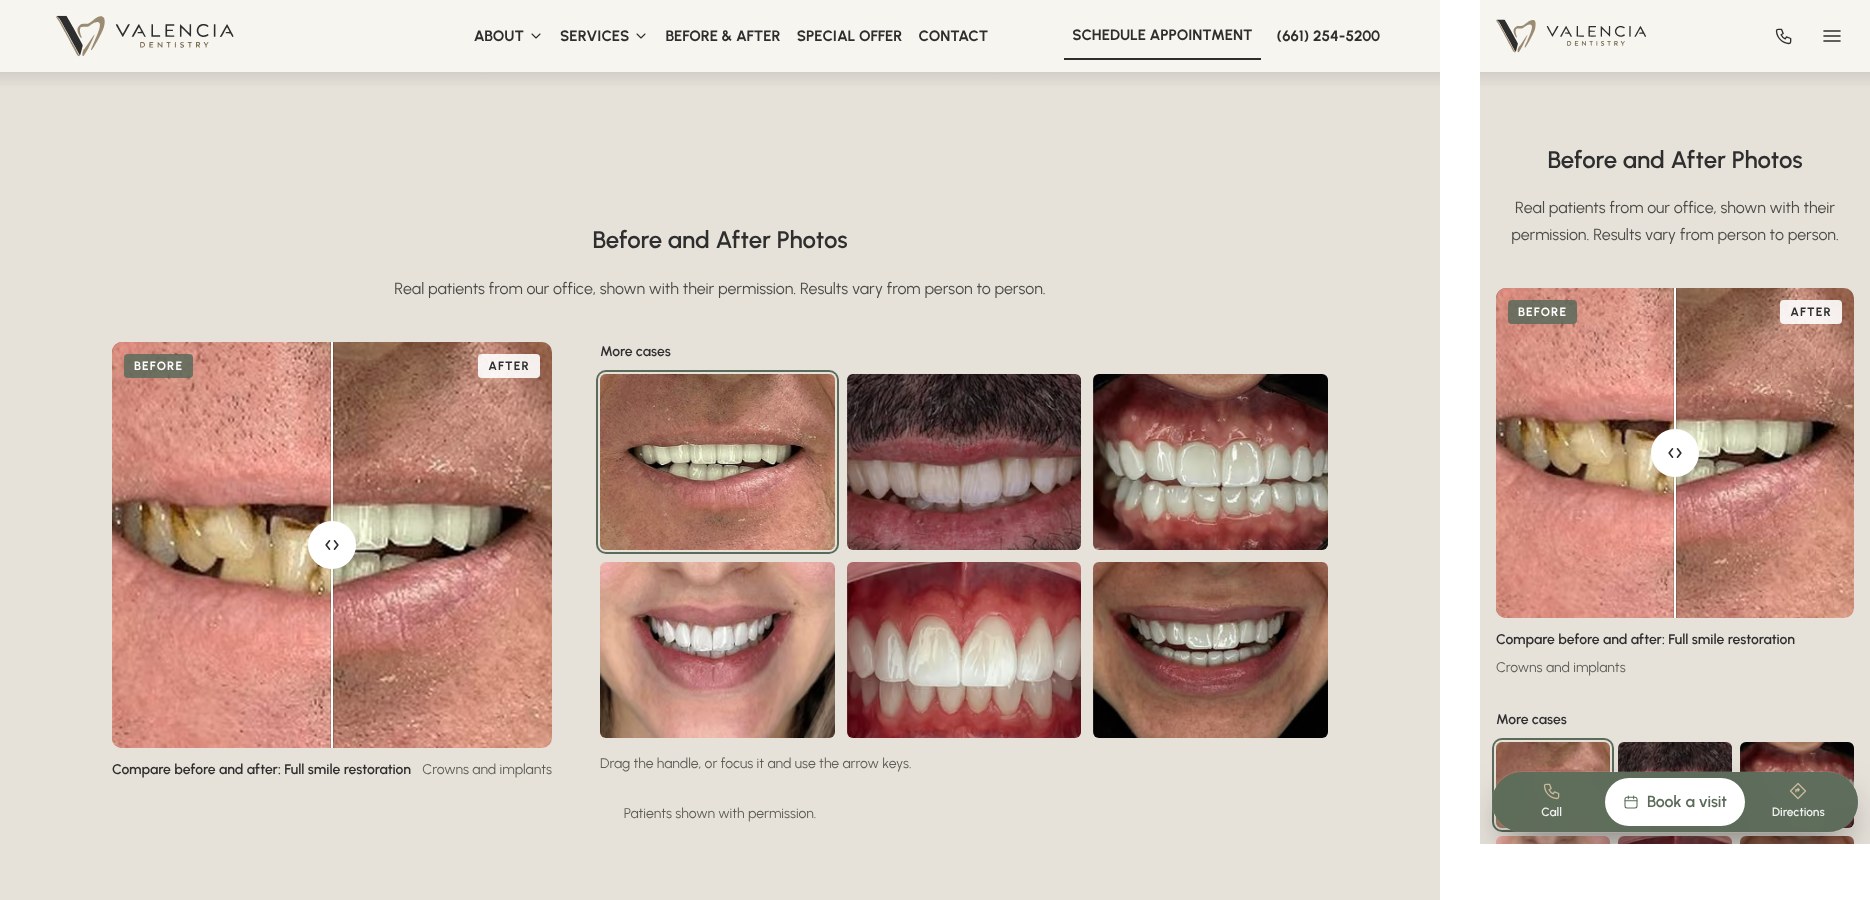 VALENCIA
DENTISTRY
ABOUT SERVICES BEFORE & AFTER SPECIAL OFFER CONTACT SCHEDULE APPOINTMENT (661) 254-5200
Before and After Photos
Real patients from our office, shown with their permission. Results vary from person to person.
BEFORE AFTER
Compare before and after: Full smile restoration Crowns and implants
More cases
Drag the handle, or focus it and use the arrow keys.
Patients shown with permission.
VALENCIA
DENTISTRY
Before and After Photos
Real patients from our office, shown with their
permission. Results vary from person to person.
BEFORE AFTER
Compare before and after: Full smile restoration
Crowns and implants
More cases
Call Book a visit Directions